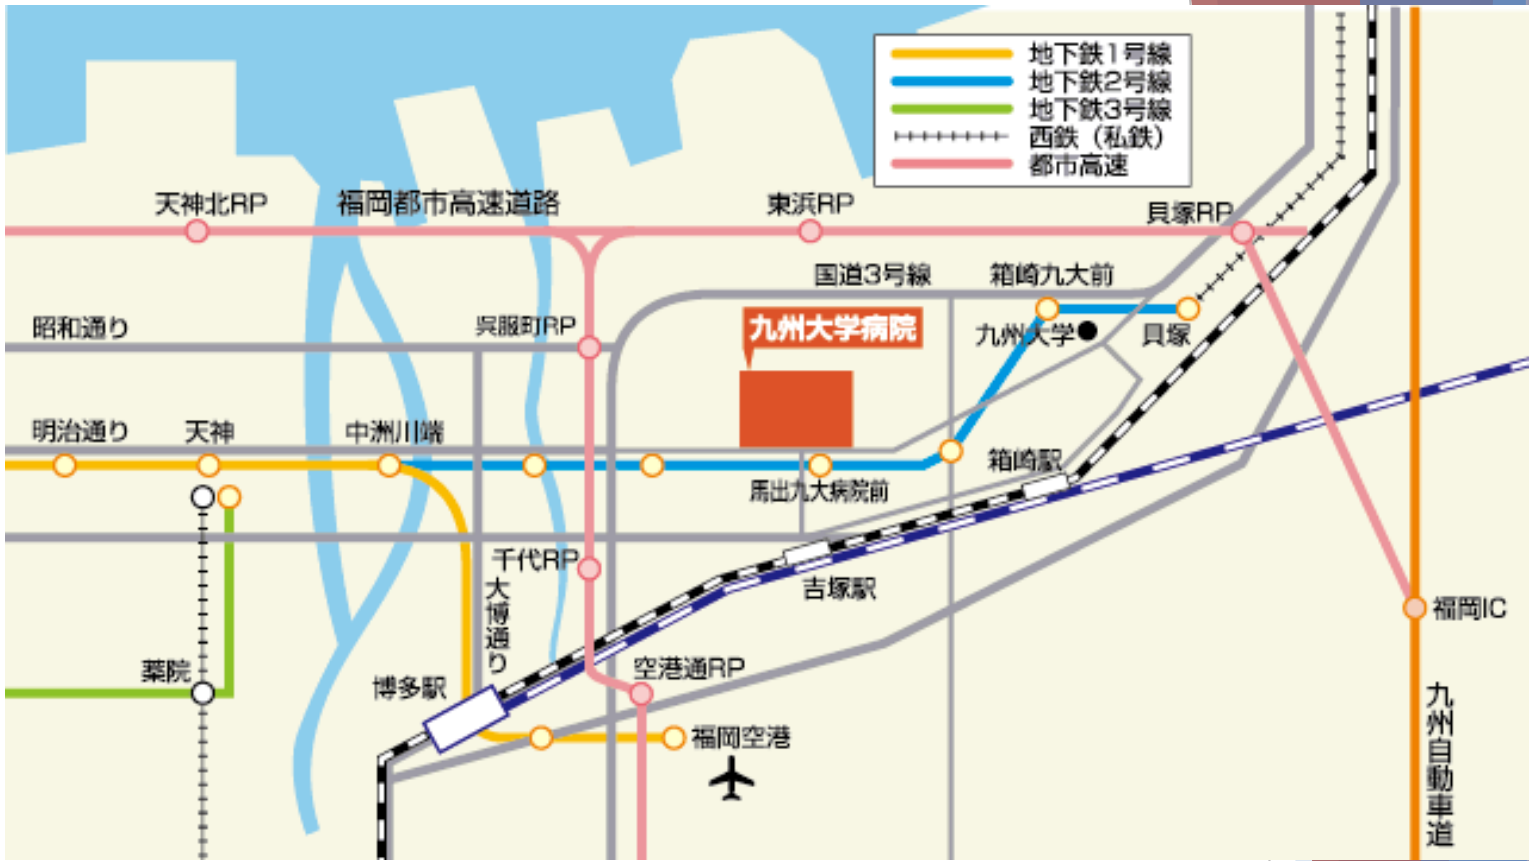 地下鉄1号線
地下鉄2号線
地下鉄3号線
西鉄（私鉄）
都市高速
天神北RP
福岡都市高速道路
東浜RP
貝塚RP
国道3号線
箱崎九大前
昭和通り
呉服町RP
九州大学病院
九州大学
貝塚
明治通り
天神
中洲川端
箱崎駅
馬出九大病院前
千代RP
吉塚駅
大博通り
福岡IC
薬院
博多駅
空港通RP
福岡空港
九州自動車道